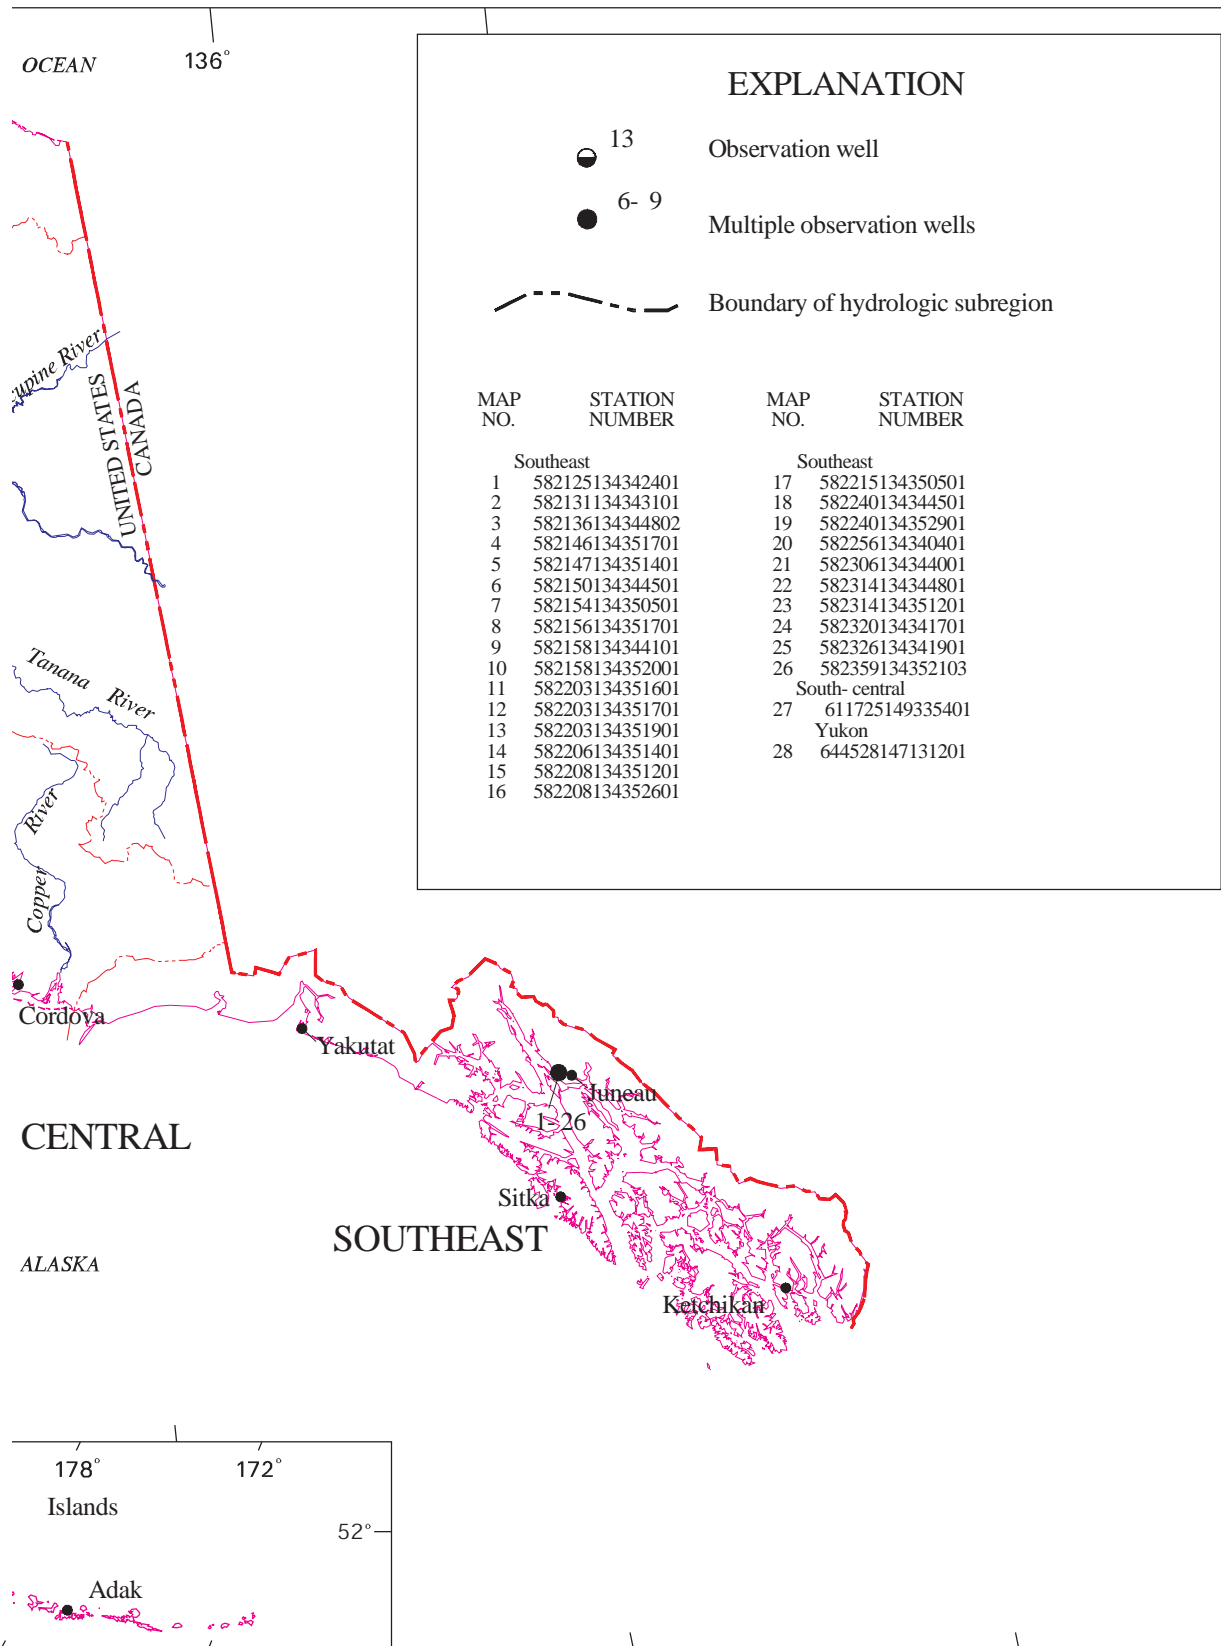 OCEAN
136°
EXPLANATION
13
Observation well
6- 9
Multiple observation wells
Boundary of hydrologic subregion
MAP STATION MAP STATION
NO. NUMBER NO. NUMBER
Southeast Southeast
1 582125134342401 17 582215134350501
2 582131134343101 18 582240134344501
3 582136134344802 19 582240134352901
4 582146134351701 20 582256134340401
5 582147134351401 21 582306134344001
6 582150134344501 22 582314134344801
7 582154134350501 23 582314134351201
8 582156134351701 24 582320134341701
9 582158134344101 25 582326134341901
10 582158134352001 26 582359134352103
11 582203134351601 South- central
12 582203134351701 27 611725149335401
13 582203134351901 Yukon
14 582206134351401 28 644528147131201
15 582208134351201
16 582208134352601
cupine River
UNITED STATES
CANADA
Tanana River
River
Copper
Cordova
Yakutat
Juneau
1- 26
CENTRAL
Sitka
SOUTHEAST
ALASKA
Ketchikan
178° 172°
Islands
52°
Adak